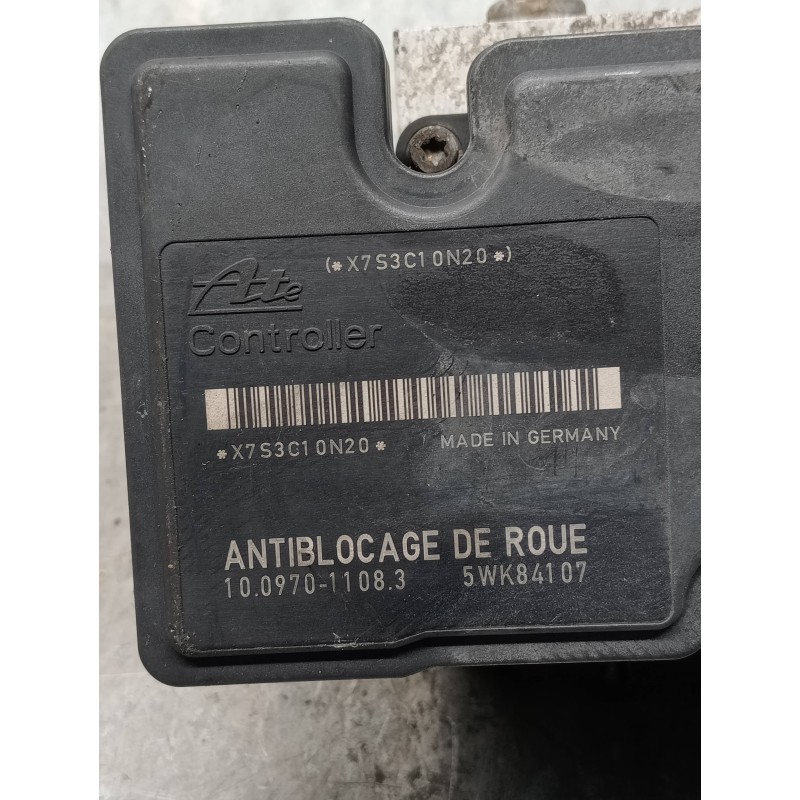 (*X7S3C10N20*)
Ate
Controller
*X7S3C10N20* MADE IN GERMANY
ANTIBLOCAGE DE ROUE
10.0970-1108.3 5WK84107